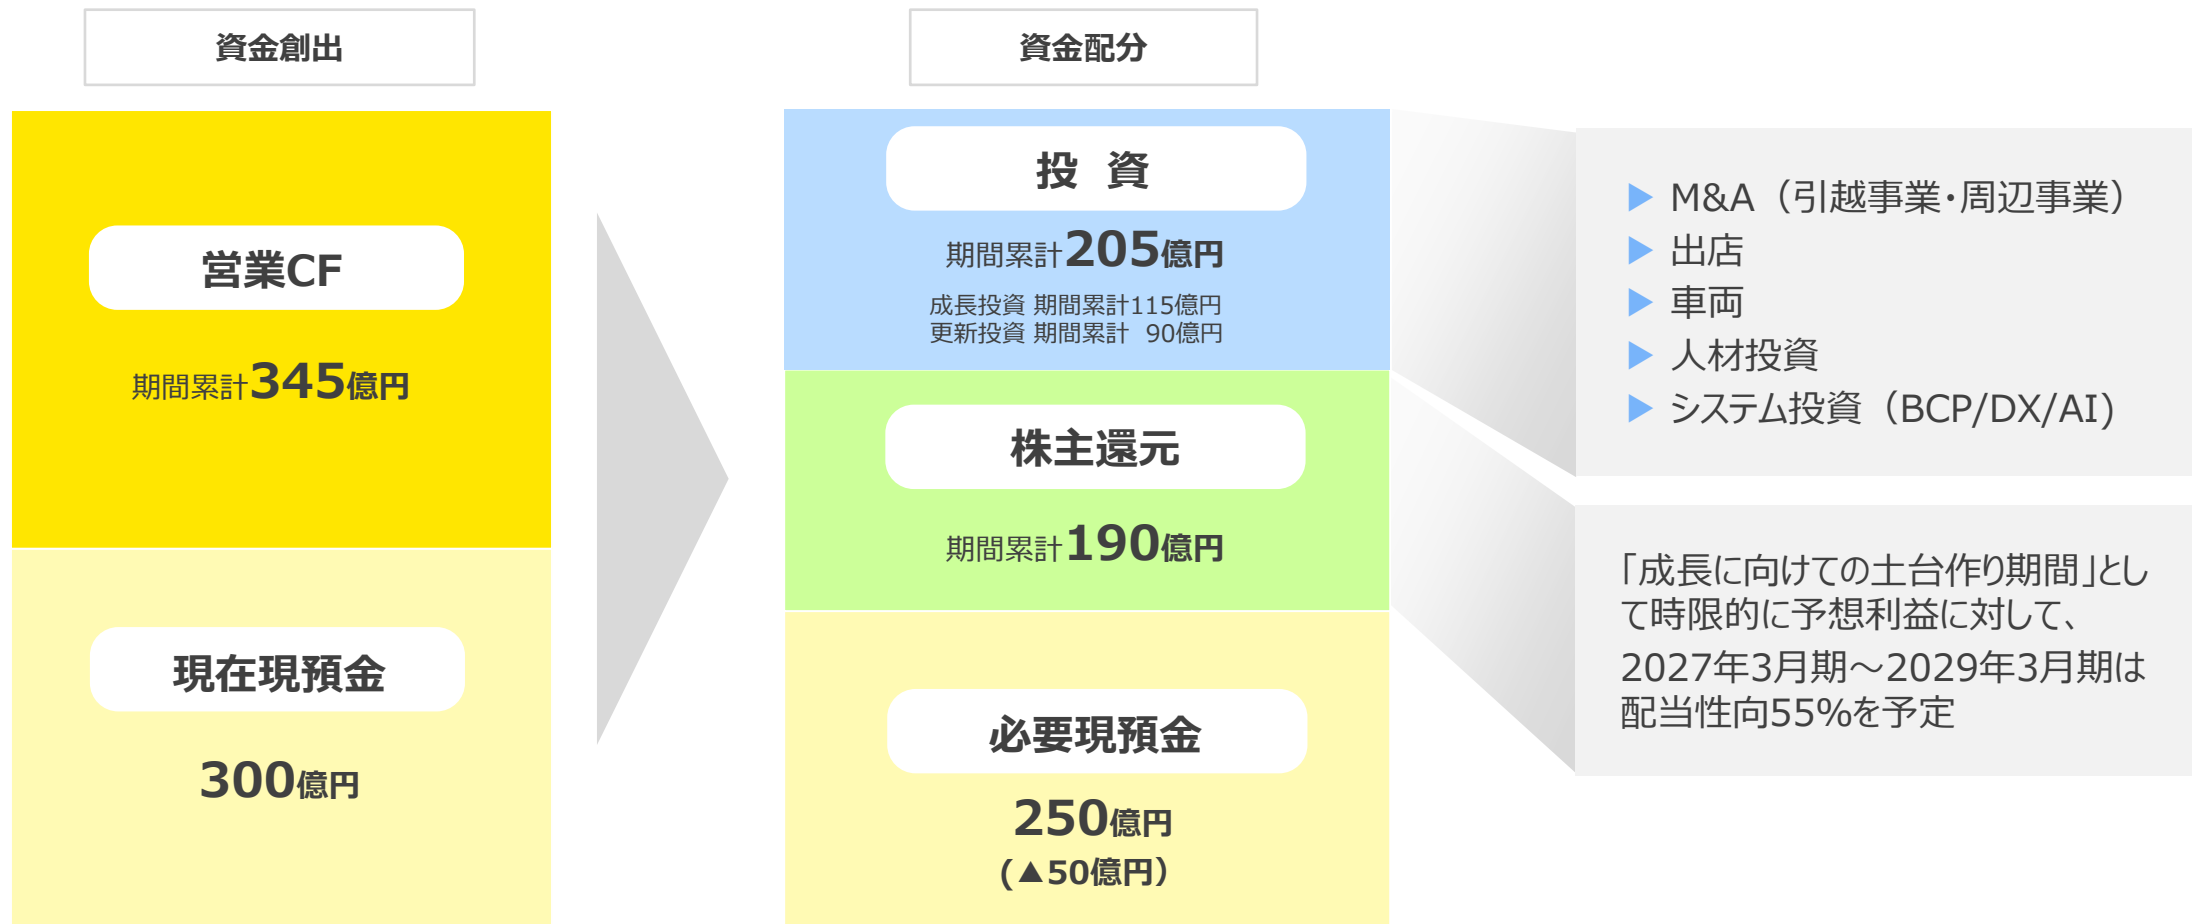 資金創出
営業CF
期間累計345億円
現在現預金
300億円
資金配分
投 資
期間累計205億円
成長投資 期間累計115億円
更新投資 期間累計 90億円
株主還元
期間累計190億円
必要現預金
250億円
(▲50億円）
▶ M&A（引越事業・周辺事業）
▶ 出店
▶ 車両
▶ 人材投資
▶ システム投資（BCP/DX/AI)
「成長に向けての土台作り期間」とし
て時限的に予想利益に対して、
2027年3月期～2029年3月期は
配当性向55%を予定